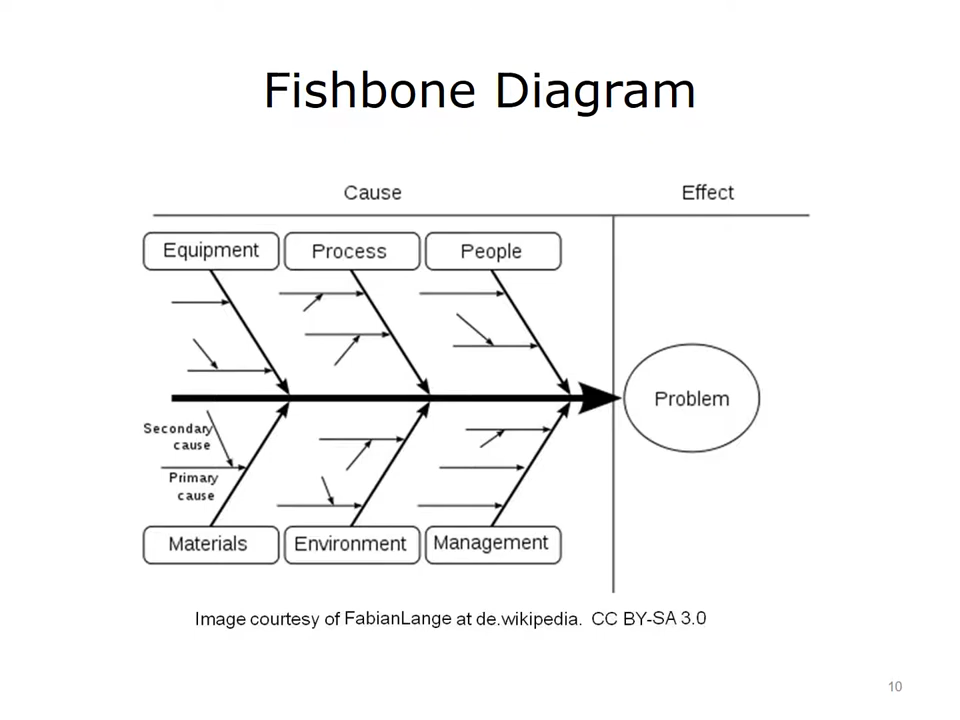 Fishbone Diagram
Cause
Effect
Equipment
Process
People
Problem
Secondary
cause
Primary
cause
Materials
Environment
Management
Image courtesy of FabianLange at de.wikipedia. CC BY-SA 3.0
10